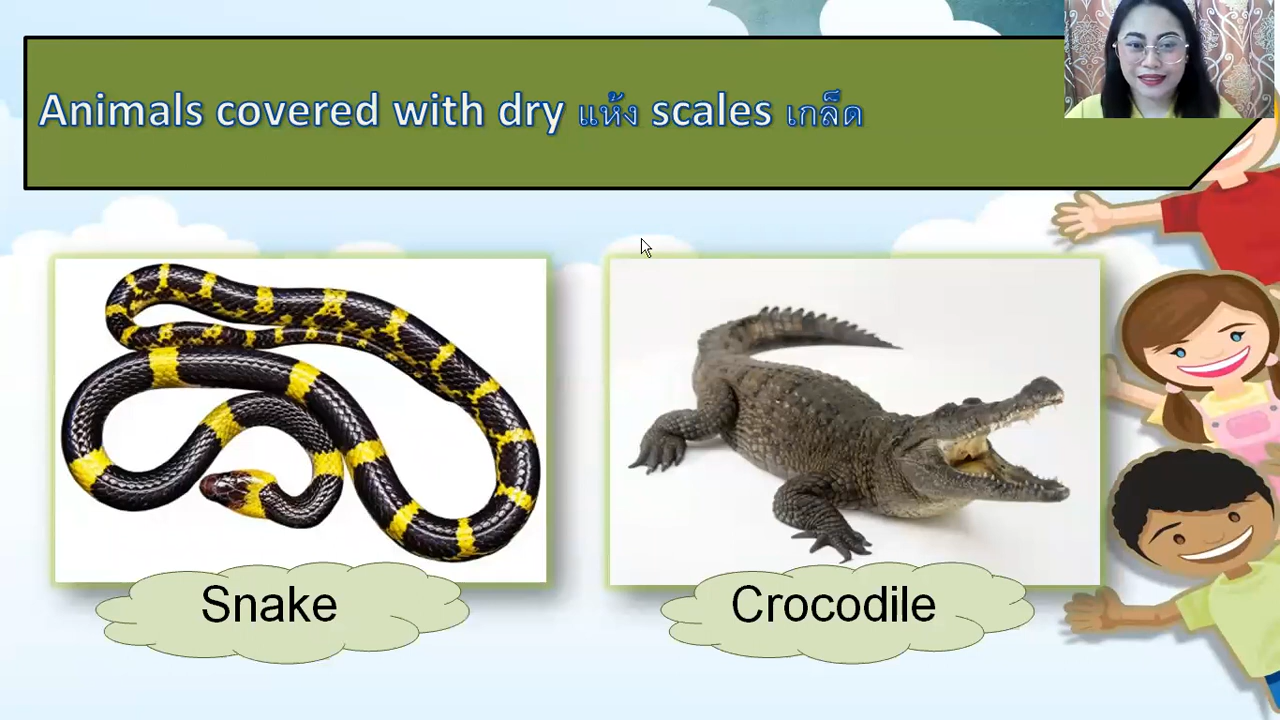 Animals covered with dry แห้ง scales เกล็ด
Snake
Crocodile